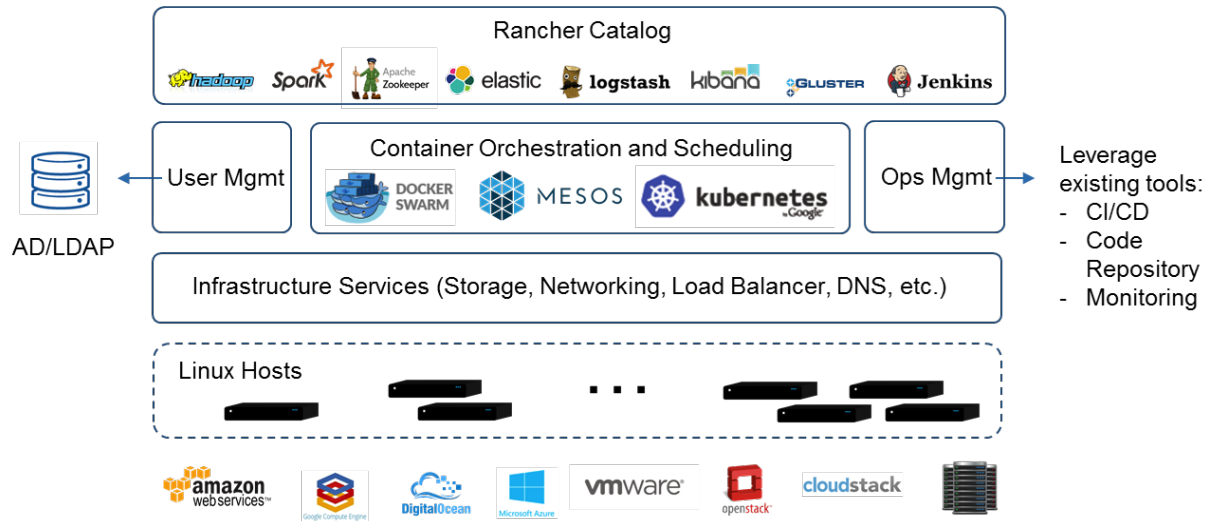 Rancher Catalog
hadoop
Spark
Apache
Zookeeper
elastic
logstash
kibana
GLUSTER
Jenkins
User Mgmt
Container Orchestration and Scheduling
DOCKER
SWARM
MESOS
kubernetes
by Google
Ops Mgmt
AD/LDAP
Leverage
existing tools:
- CI/CD
- Code
Repository
- Monitoring
Infrastructure Services (Storage, Networking, Load Balancer, DNS, etc.)
Linux Hosts
...
amazon
web services™
Google Compute Engine
DigitalOcean
Microsoft Azure
vmware®
openstack™
cloudstack